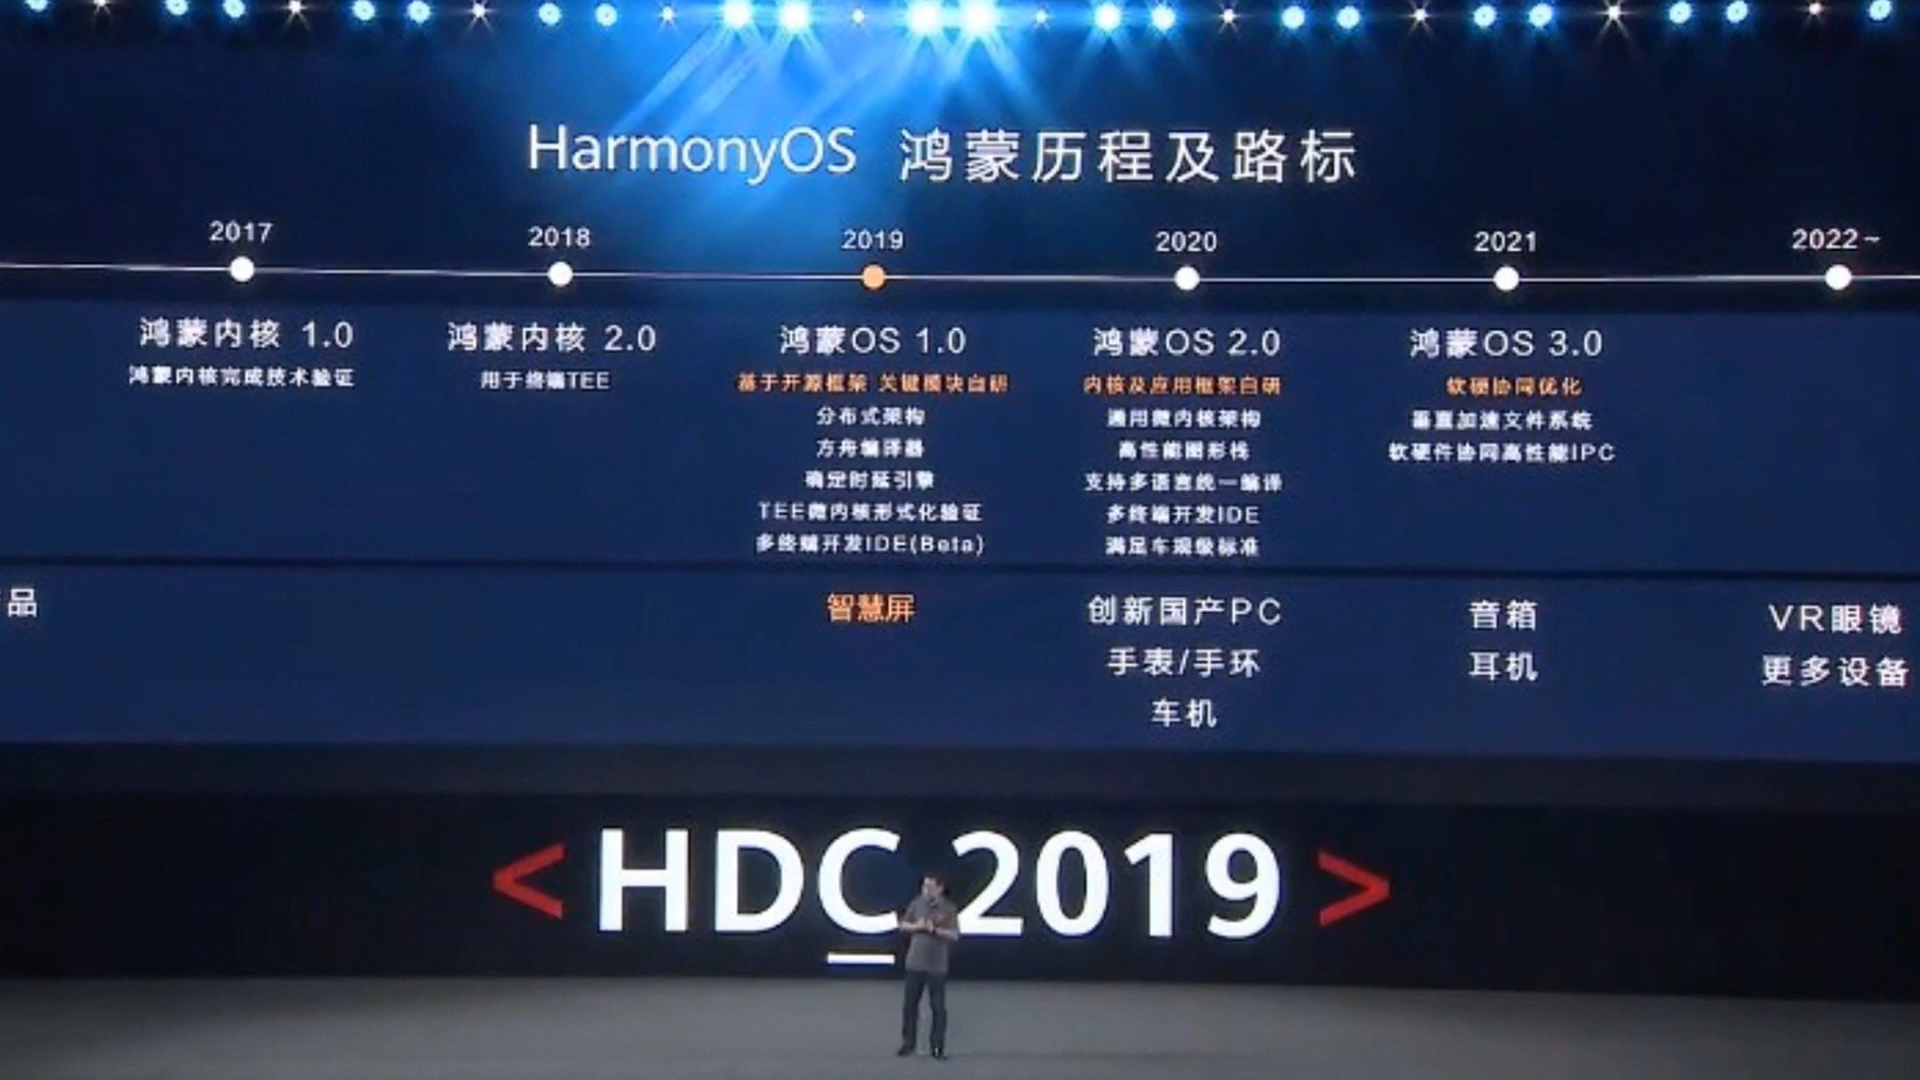 HarmonyOS 鸿蒙历程及路标
2017
2018
2019
2020
2021
2022~
鸿蒙内核 1.0
鸿蒙内核完成技术验证
鸿蒙内核 2.0
用于终端TEE
鸿蒙OS 1.0
基于开源框架 关键模块自研
分布式架构
方舟编译器
确定时延引擎
TEE微内核形式化验证
多终端开发IDE(Beta)
鸿蒙OS 2.0
内核及应用框架自研
通用微内核架构
高性能图形栈
支持多语言统一编译
多终端开发IDE
满足车规级标准
鸿蒙OS 3.0
软硬协同优化
垂直加速文件系统
软硬件协同高性能IPC
品
智慧屏
创新国产PC
手表/手环
车机
音箱
耳机
VR眼镜
更多设备
< HDC 2019 >